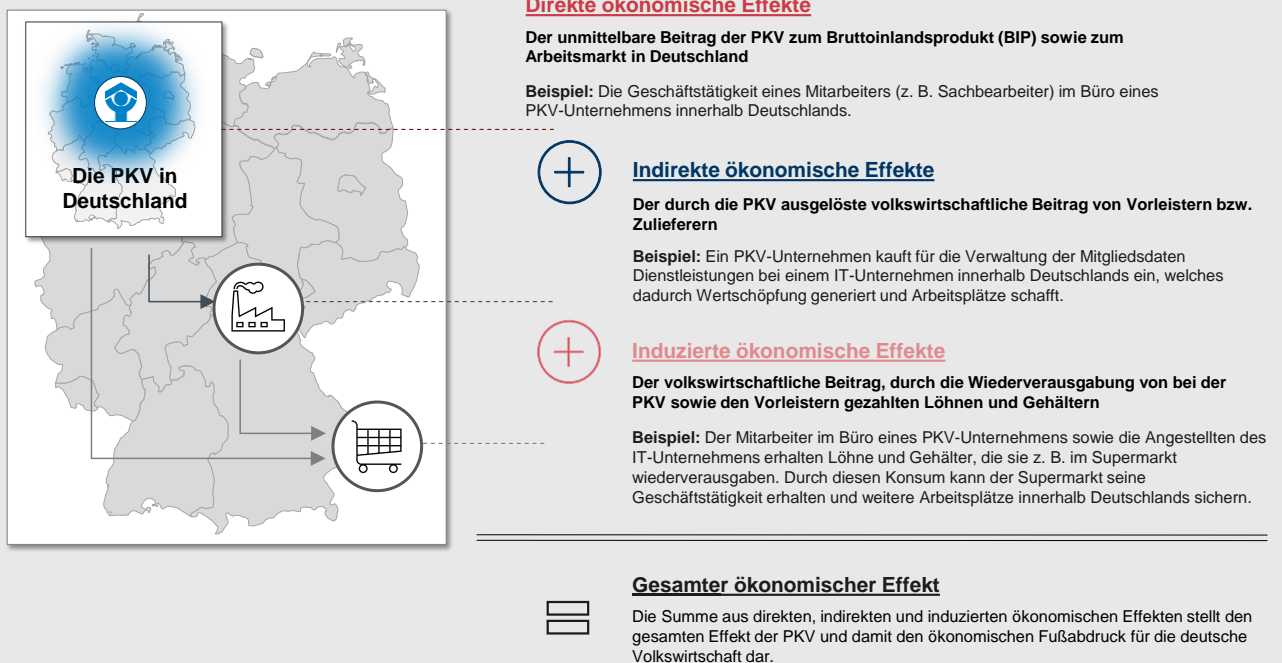 Direkte ökonomische Effekte
Der unmittelbare Beitrag der PKV zum Bruttoinlandsprodukt (BIP) sowie zum
Arbeitsmarkt in Deutschland
Beispiel: Die Geschäftstätigkeit eines Mitarbeiters (z. B. Sachbearbeiter) im Büro eines
PKV-Unternehmens innerhalb Deutschlands.
Die PKV in
Deutschland
Indirekte ökonomische Effekte
Der durch die PKV ausgelöste volkswirtschaftliche Beitrag von Vorleistern bzw.
Zulieferern
Beispiel: Ein PKV-Unternehmen kauft für die Verwaltung der Mitgliedsdaten
Dienstleistungen bei einem IT-Unternehmen innerhalb Deutschlands ein, welches
dadurch Wertschöpfung generiert und Arbeitsplätze schafft.
Induzierte ökonomische Effekte
Der volkswirtschaftliche Beitrag, durch die Wiederverausgabung von bei der
PKV sowie den Vorleistern gezahlten Löhnen und Gehältern
Beispiel: Der Mitarbeiter im Büro eines PKV-Unternehmens sowie die Angestellten des
IT-Unternehmens erhalten Löhne und Gehälter, die sie z. B. im Supermarkt
wiederverausgaben. Durch diesen Konsum kann der Supermarkt seine
Geschäftstätigkeit erhalten und weitere Arbeitsplätze innerhalb Deutschlands sichern.
Gesamter ökonomischer Effekt
Die Summe aus direkten, indirekten und induzierten ökonomischen Effekten stellt den
gesamten Effekt der PKV und damit den ökonomischen Fußabdruck für die deutsche
Volkswirtschaft dar.